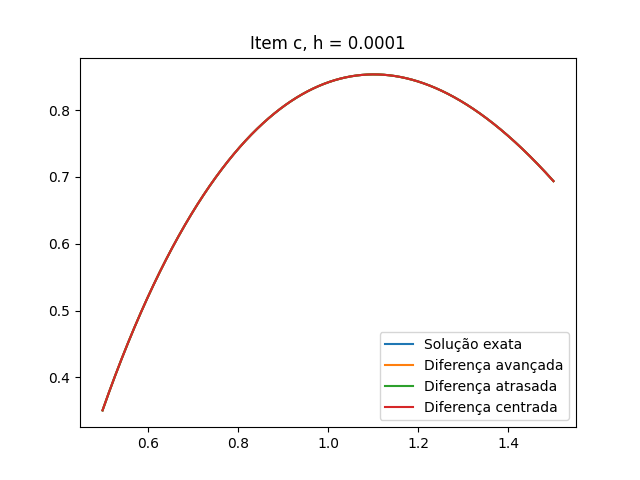 Item c, h = 0.0001
0.8
0.7
0.6
0.5
0.4
Solução exata
Diferença avançada
Diferença atrasada
Diferença centrada
0.6 0.8 1.0 1.2 1.4